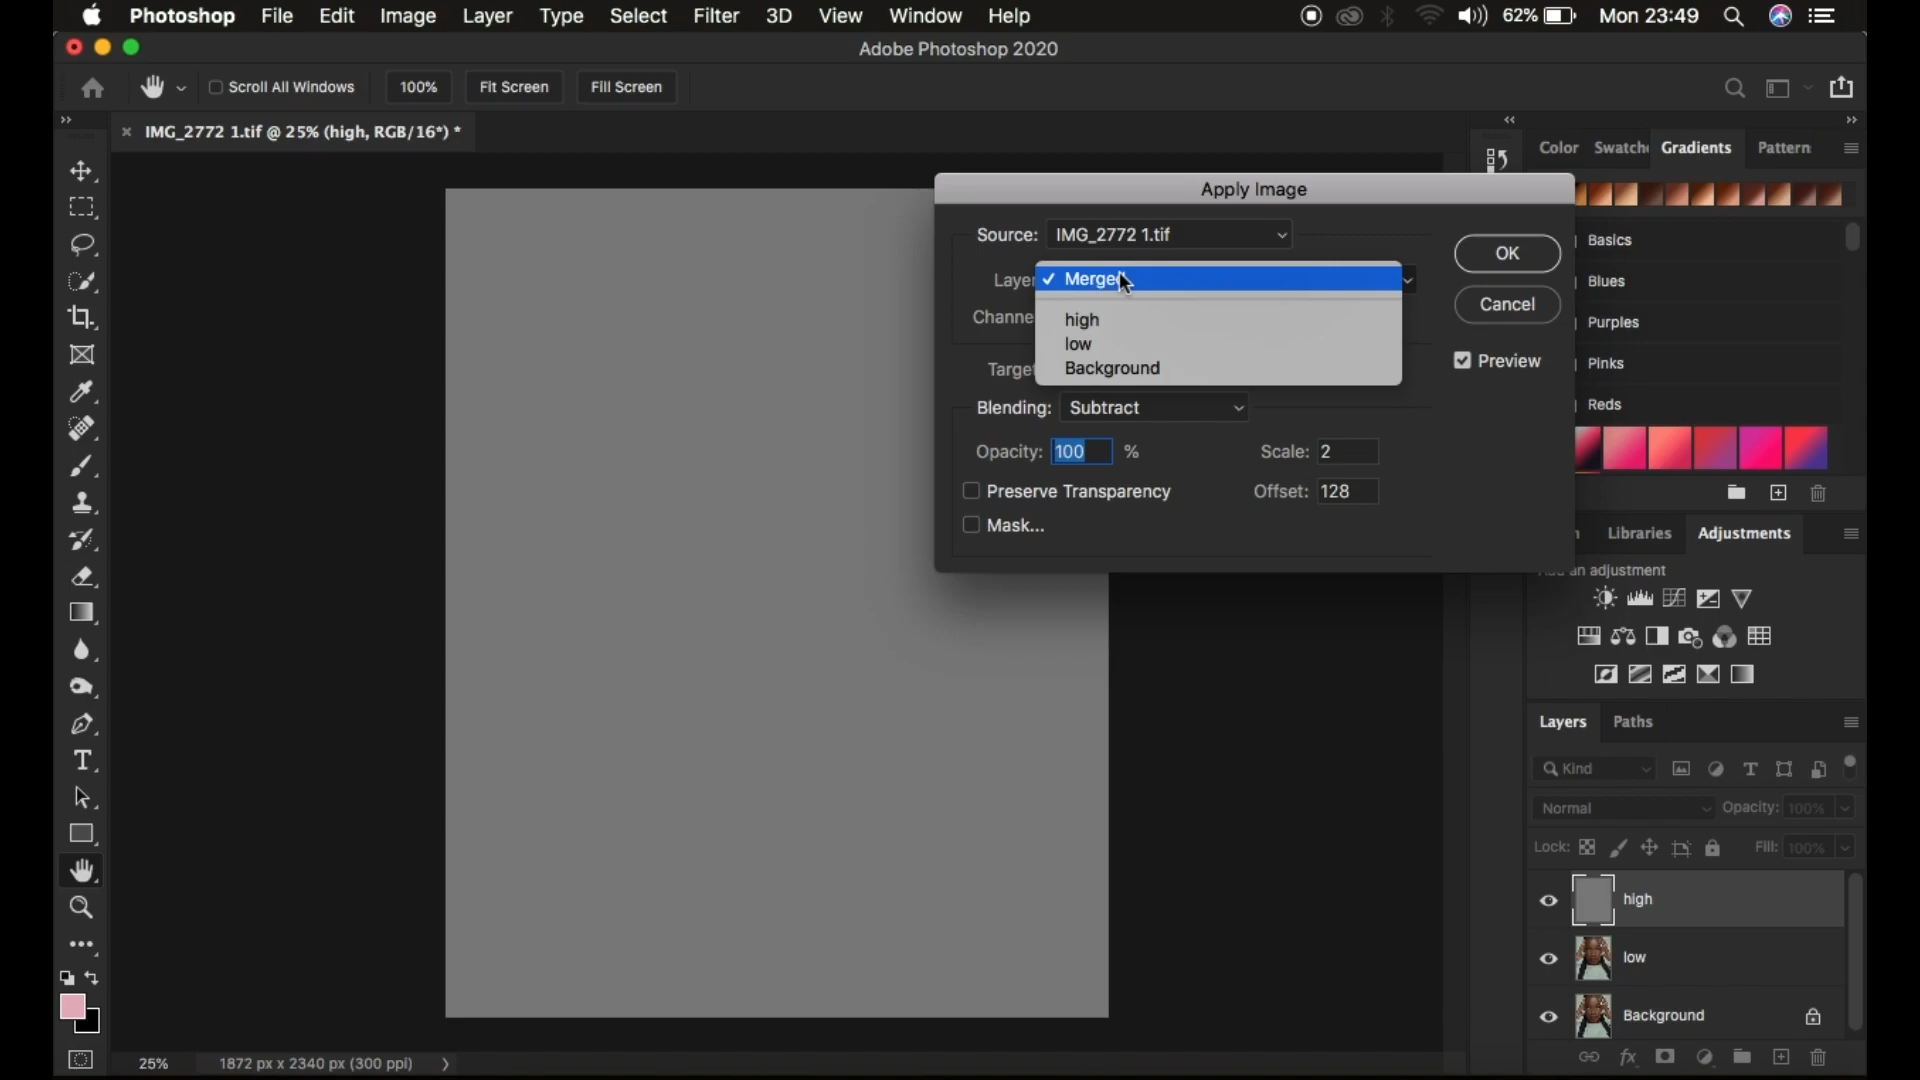 Photoshop File Edit Image Layer Type Select Filter 3D View Window Help 62% Mon 23:49
Adobe Photoshop 2020
Scroll All Windows 100% Fit Screen Fill Screen
IMG_2772 1.tif @ 25% (high, RGB/16*) *
Color Swatche Gradients Pattern
Apply Image
Source: IMG_2772 1.tif
OK
Basics
Layer Merged
Blues
Cancel
Channe
high
Purples
low
Target
Background
Preview
Pinks
Blending: Subtract
Reds
Opacity: 100 % Scale: 2
Preserve Transparency Offset: 128
Mask...
Libraries Adjustments
an adjustment
Layers Paths
Kind
Normal Opacity: 100%
Lock: Fill: 100%
high
low
Background
25% 1872 px x 2340 px (300 ppi)